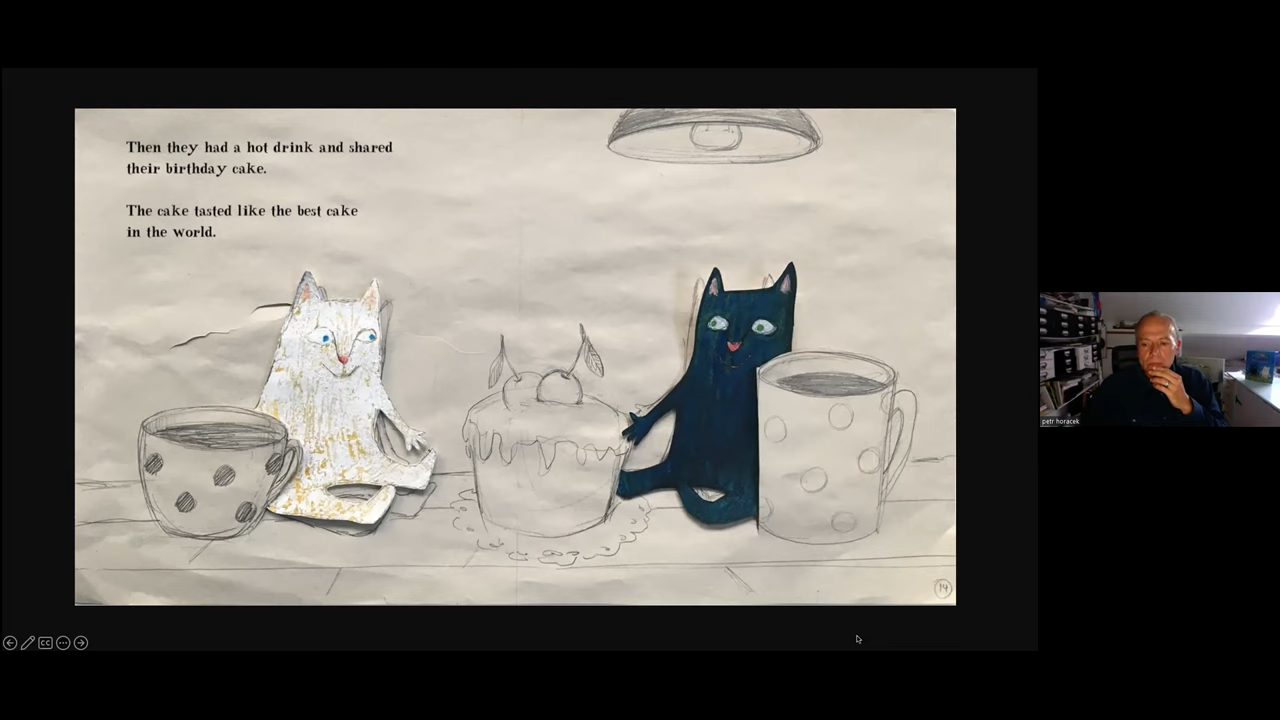 Then they had a hot drink and shared
their birthday cake.
The cake tasted like the best cake
in the world.
14
CC
petr horacek